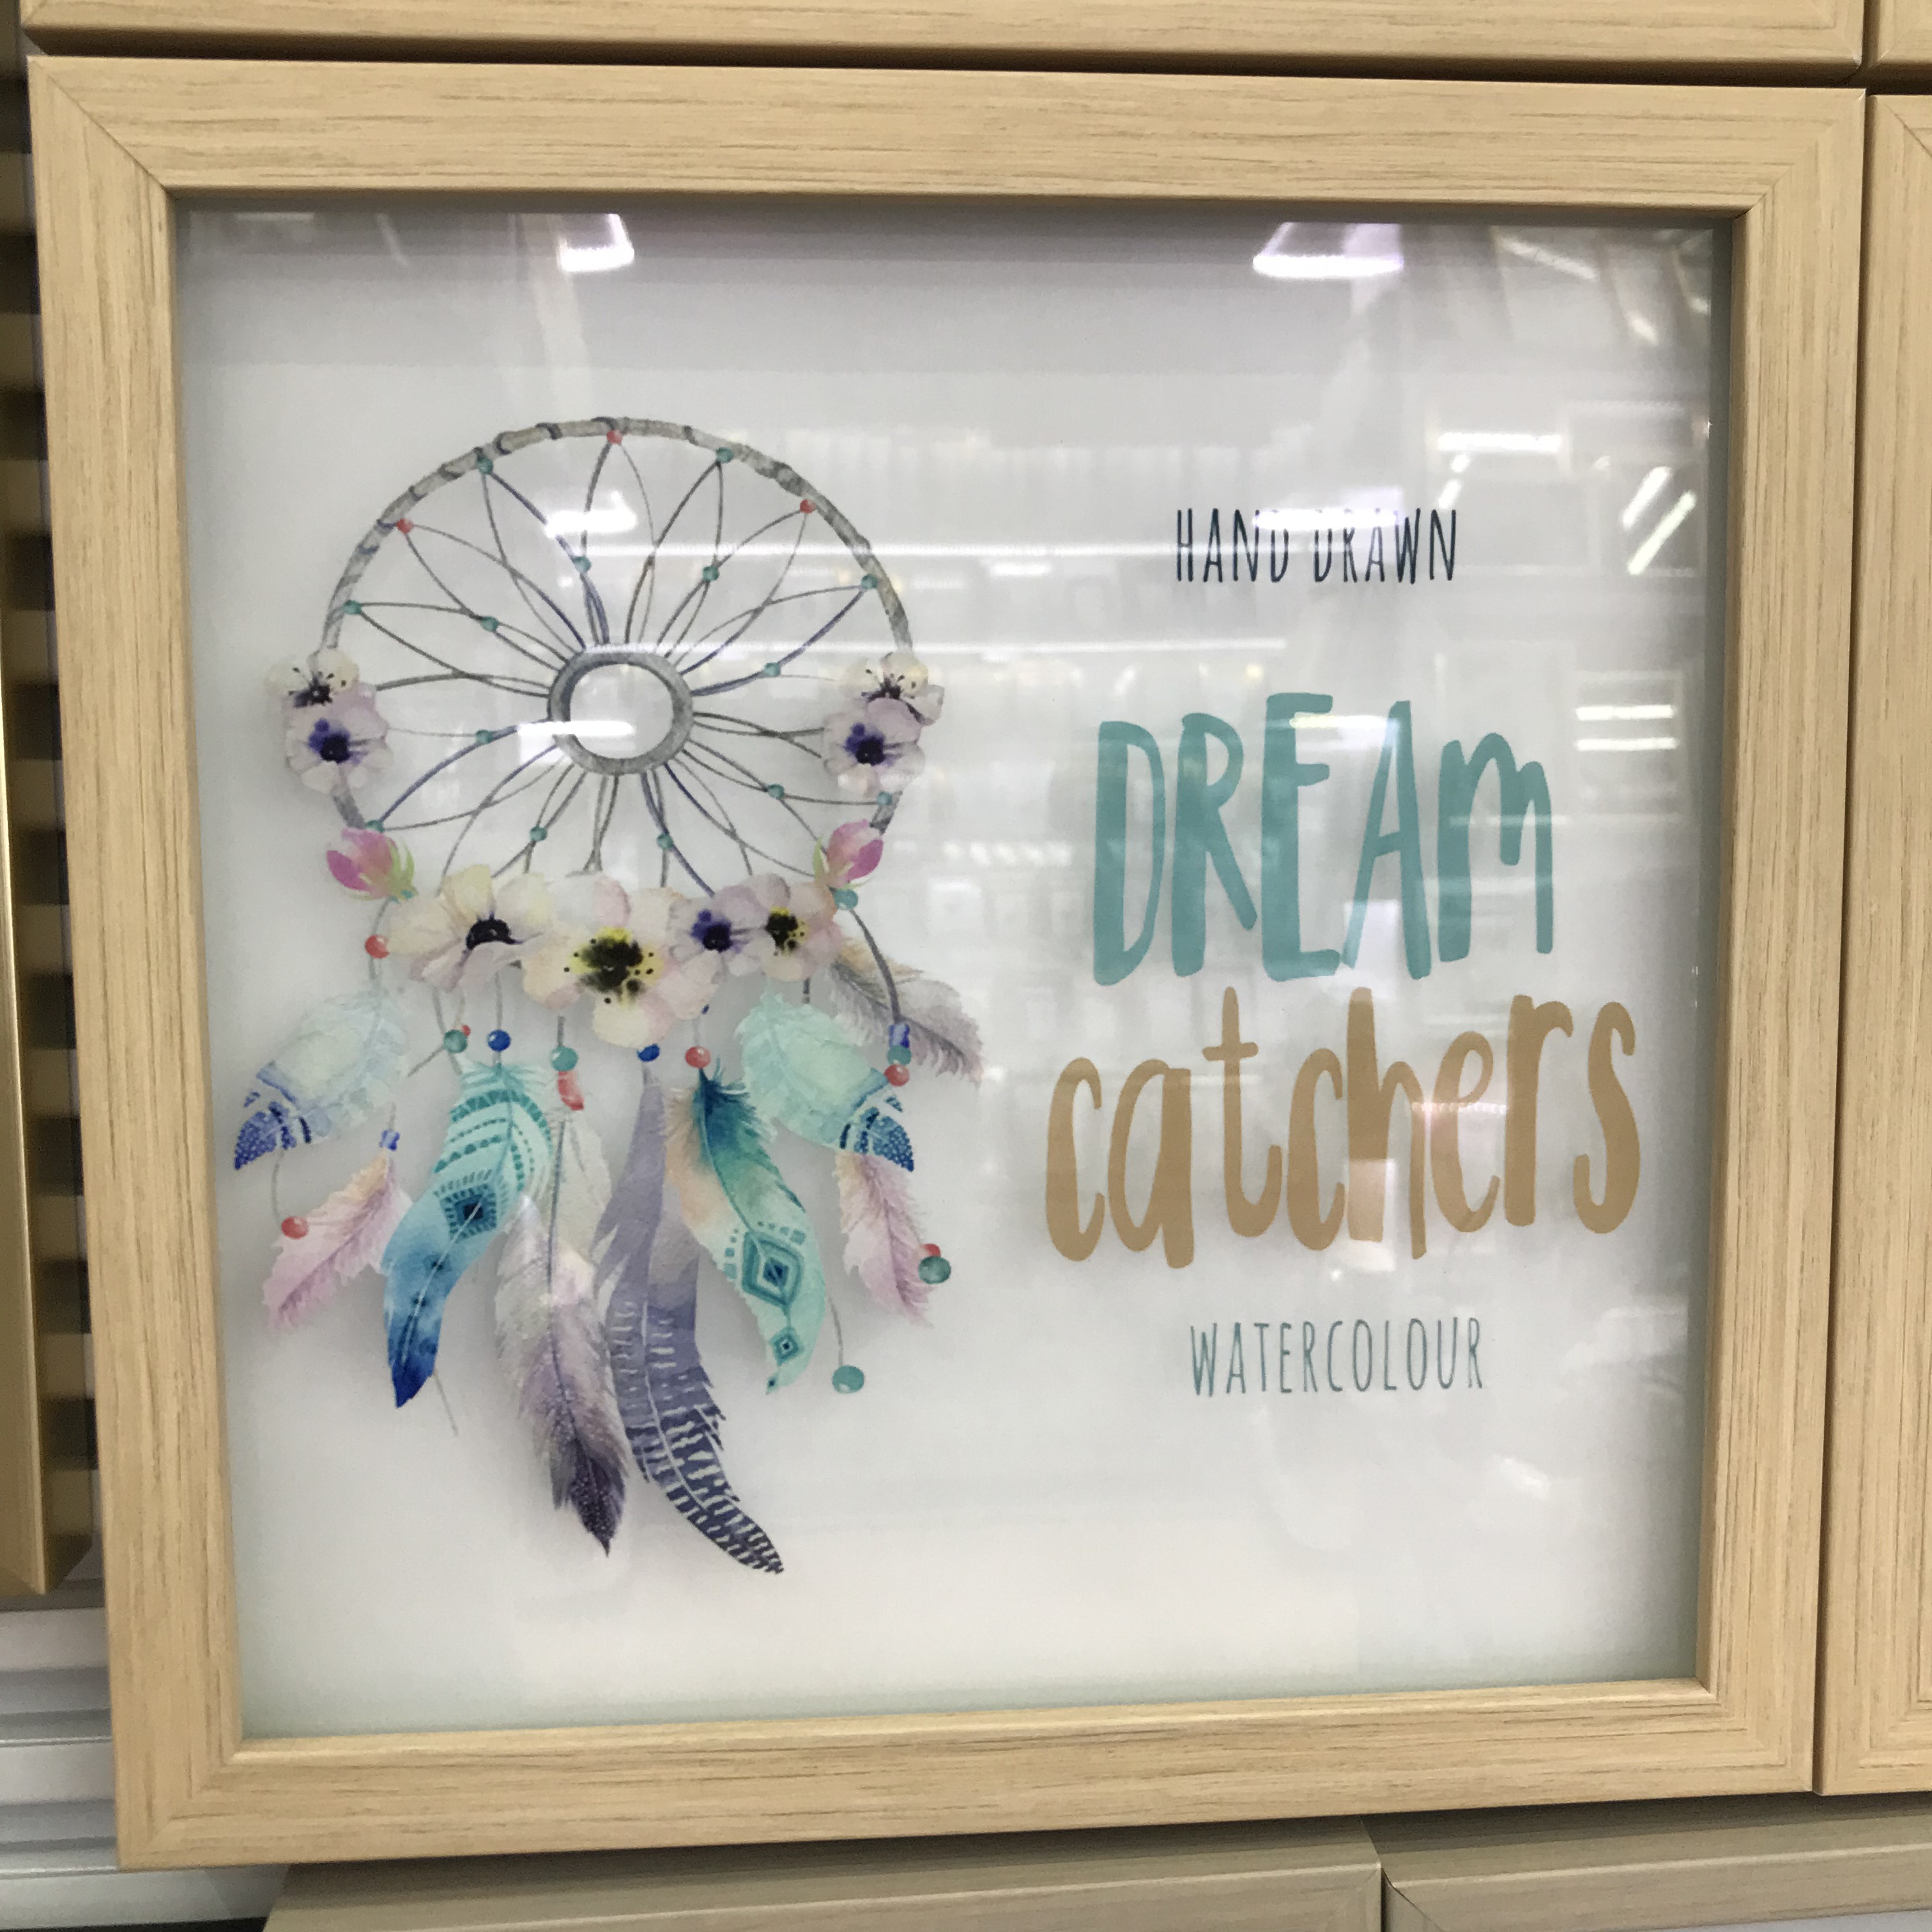 HAND DRAWN
DREAM
catchers
WATERCOLOUR